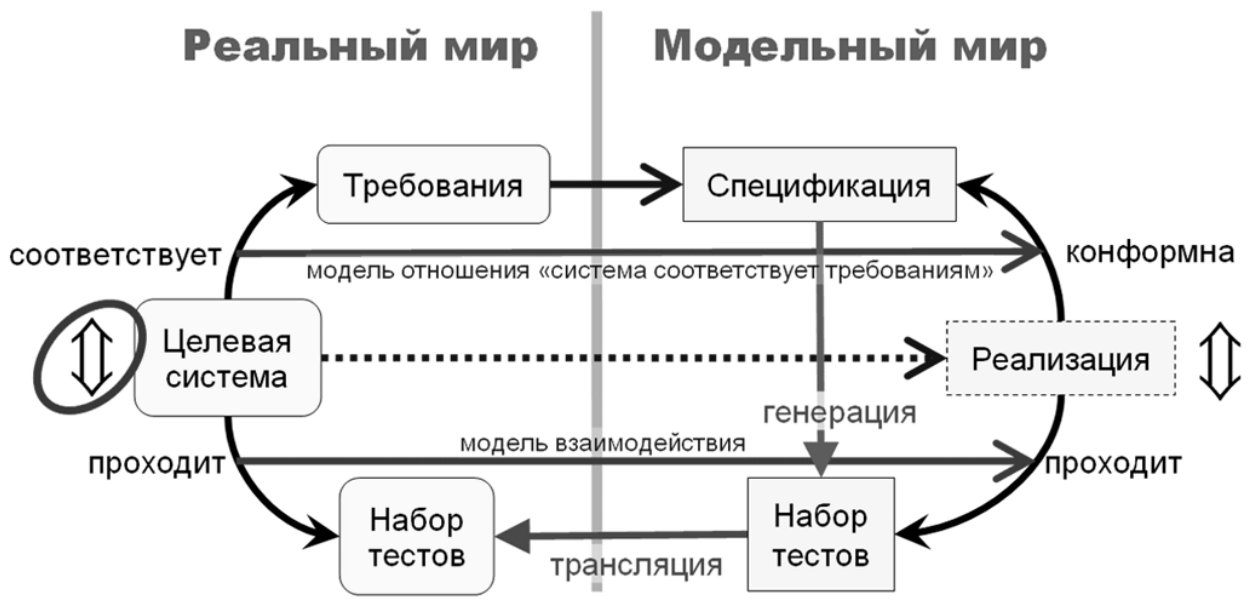 Реальный мир
Модельный мир
Требования
Спецификация
соответствует
конформна
модель отношения «система соответствует требованиям»
Целевая
система
Реализация
генерация
модель взаимодействия
проходит
проходит
Набор
тестов
Набор
тестов
трансляция